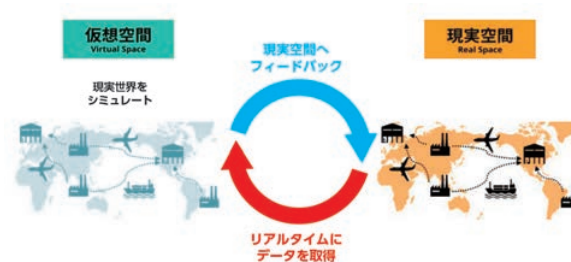 仮想空間
Virtual Space
現実世界を
シミュレート
現実空間へ
フィードバック
リアルタイムに
データを取得
現実空間
Real Space